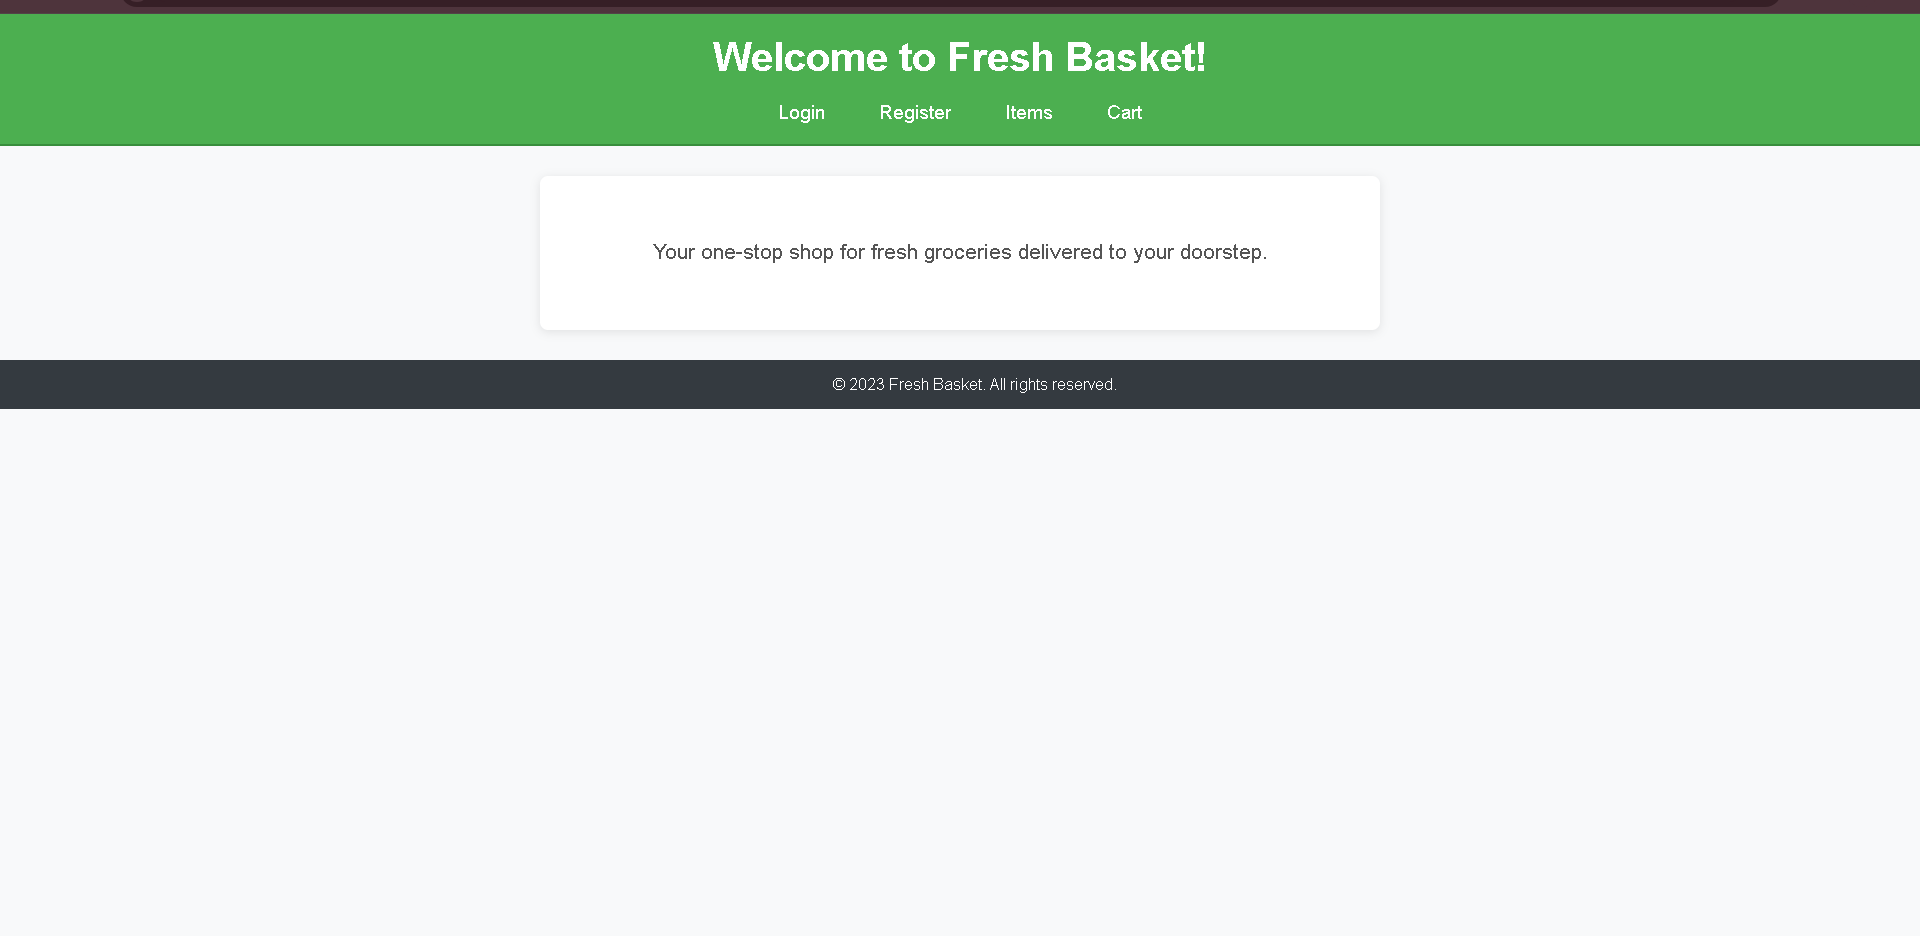 Welcome to Fresh Basket!
Login Register Items Cart
Your one-stop shop for fresh groceries delivered to your doorstep.
© 2023 Fresh Basket. All rights reserved.